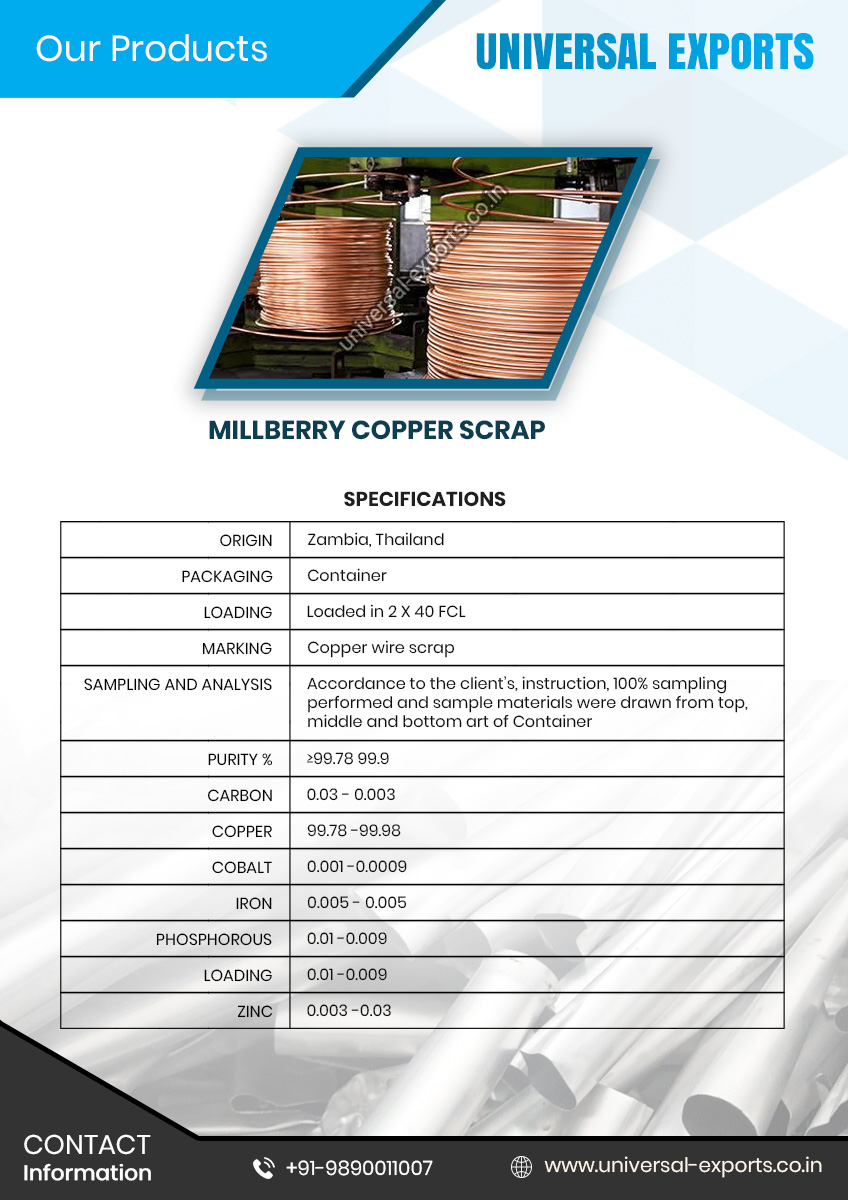 Our Products
UNIVERSAL EXPORTS
universal-exports.co.in
MILLBERRY COPPER SCRAP
SPECIFICATIONS
ORIGIN Zambia, Thailand
PACKAGING Container
LOADING Loaded in 2 X 40 FCL
MARKING Copper wire scrap
SAMPLING AND ANALYSIS Accordance to the client's, instruction, 100% sampling
performed and sample materials were drawn from top,
middle and bottom art of Container
PURITY % ≥99.78 99.9
CARBON 0.03 - 0.003
COPPER 99.78 -99.98
COBALT 0.001 -0.0009
IRON 0.005 - 0.005
PHOSPHOROUS 0.01 -0.009
LOADING 0.01 -0.009
ZINC 0.003 -0.03
CONTACT
Information
+91-9890011007
www.universal-exports.co.in